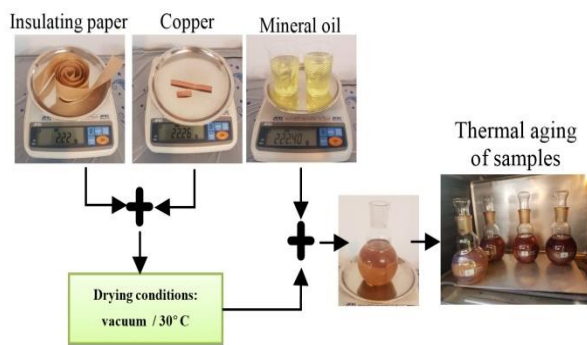 Insulating paper
Copper
Mineral oil
Thermal aging
of samples
Drying conditions:
vacuum / 30°C